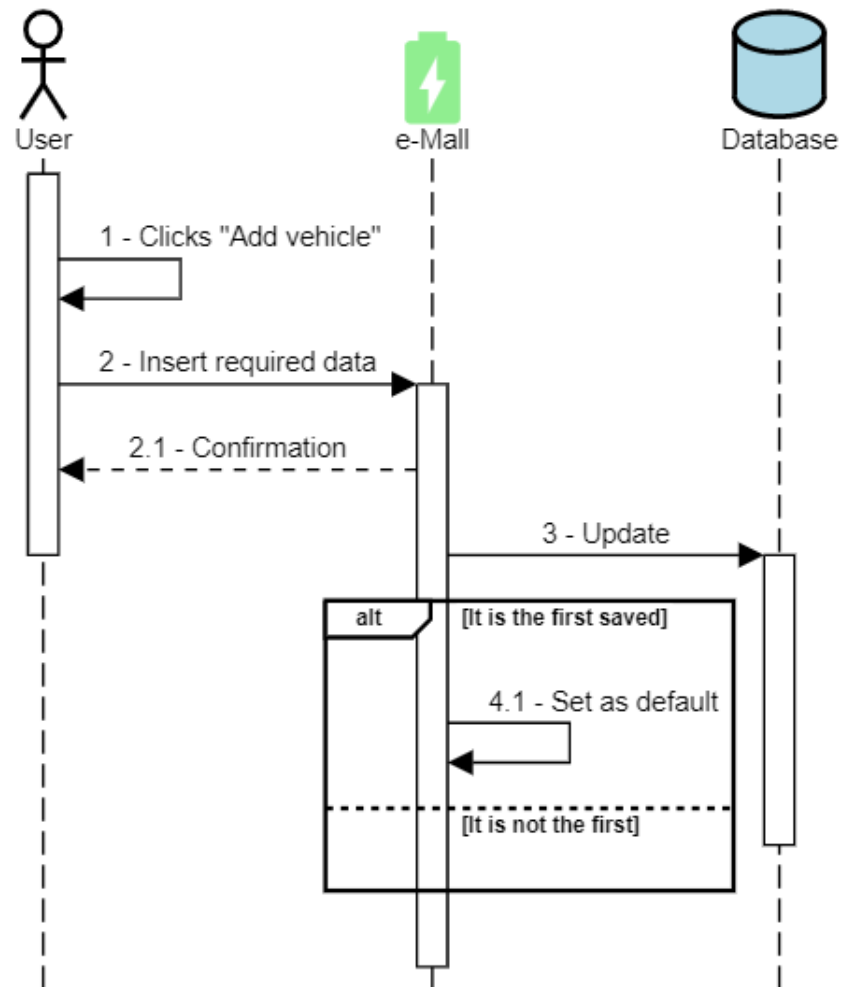 User
e-Mall
Database
1 - Clicks "Add vehicle"
2 - Insert required data
2.1 - Confirmation
3 - Update
alt
[It is the first saved]
4.1 - Set as default
[It is not the first]